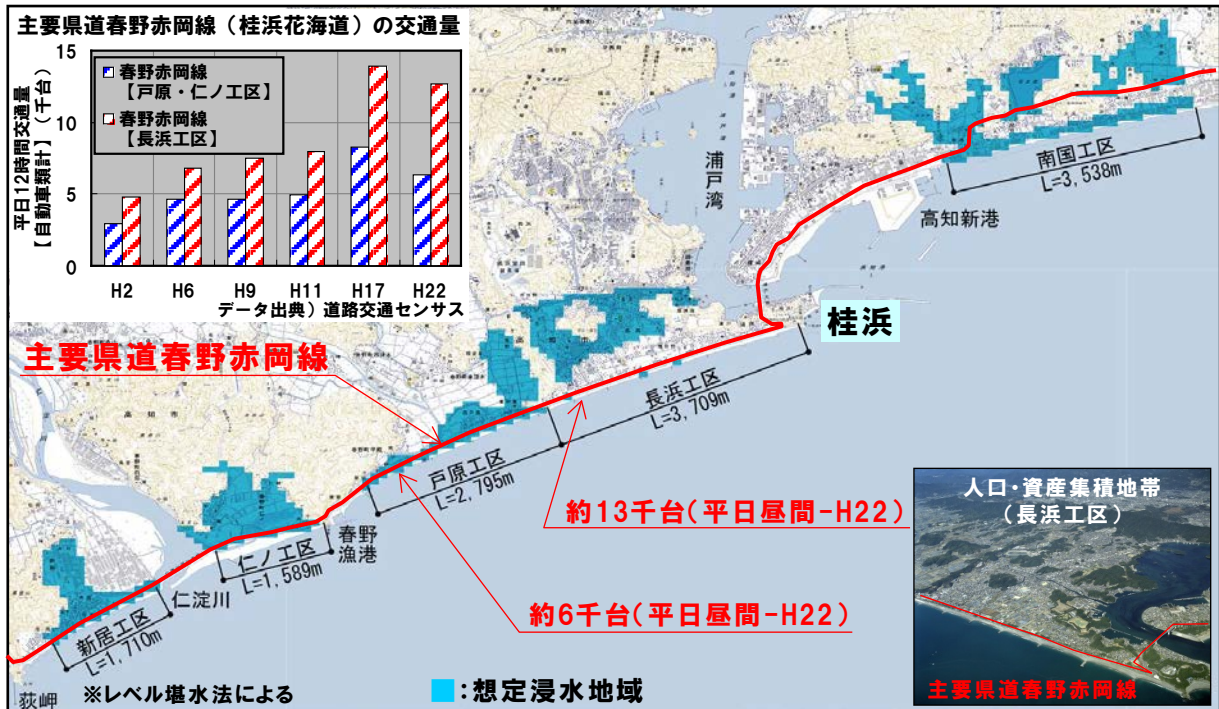 主要県道春野赤岡線（桂浜花海道）の交通量
平日12時間交通量
【自動車類計】（千台）
15
10
5
0
春野赤岡線
【戸原・仁ノ工区】
春野赤岡線
【長浜工区】
H2 H6 H9 H11 H17 H22
データ出典）道路交通センサス
浦戸湾
南国工区
L=3,538m
高知新港
桂浜
主要県道春野赤岡線
長浜工区
L=3,709m
戸原工区
L=2,795m
約13千台(平日昼間-H22)
春野
漁港
仁ノ工区
L=1,589m
仁淀川
約6千台(平日昼間-H22)
新居工区
L=1,710m
荻岬
※レベル堪水法による
:想定浸水地域
人口・資産集積地帯
（長浜工区）
主要県道春野赤岡線